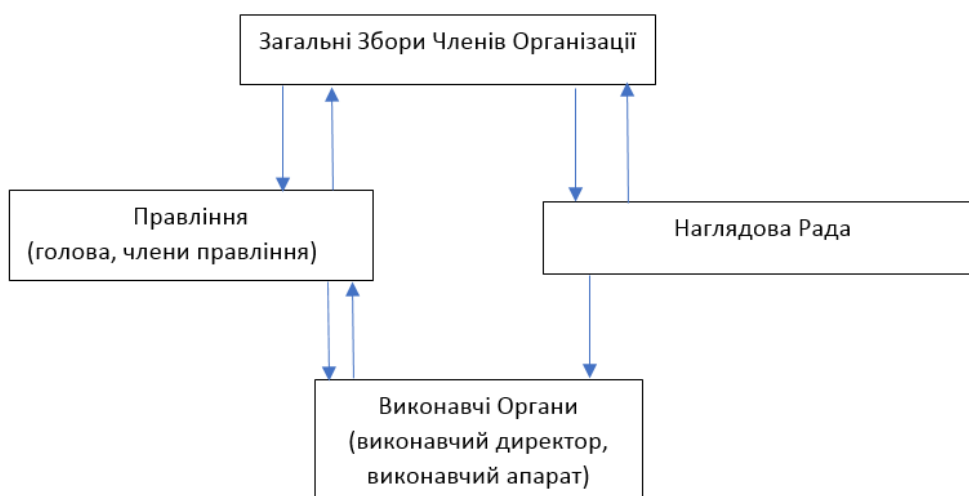 Загальні Збори Членів Організації
Правління
(голова, члени правління)
Наглядова Рада
Виконавчі Органи
(виконавчий директор,
виконавчий апарат)